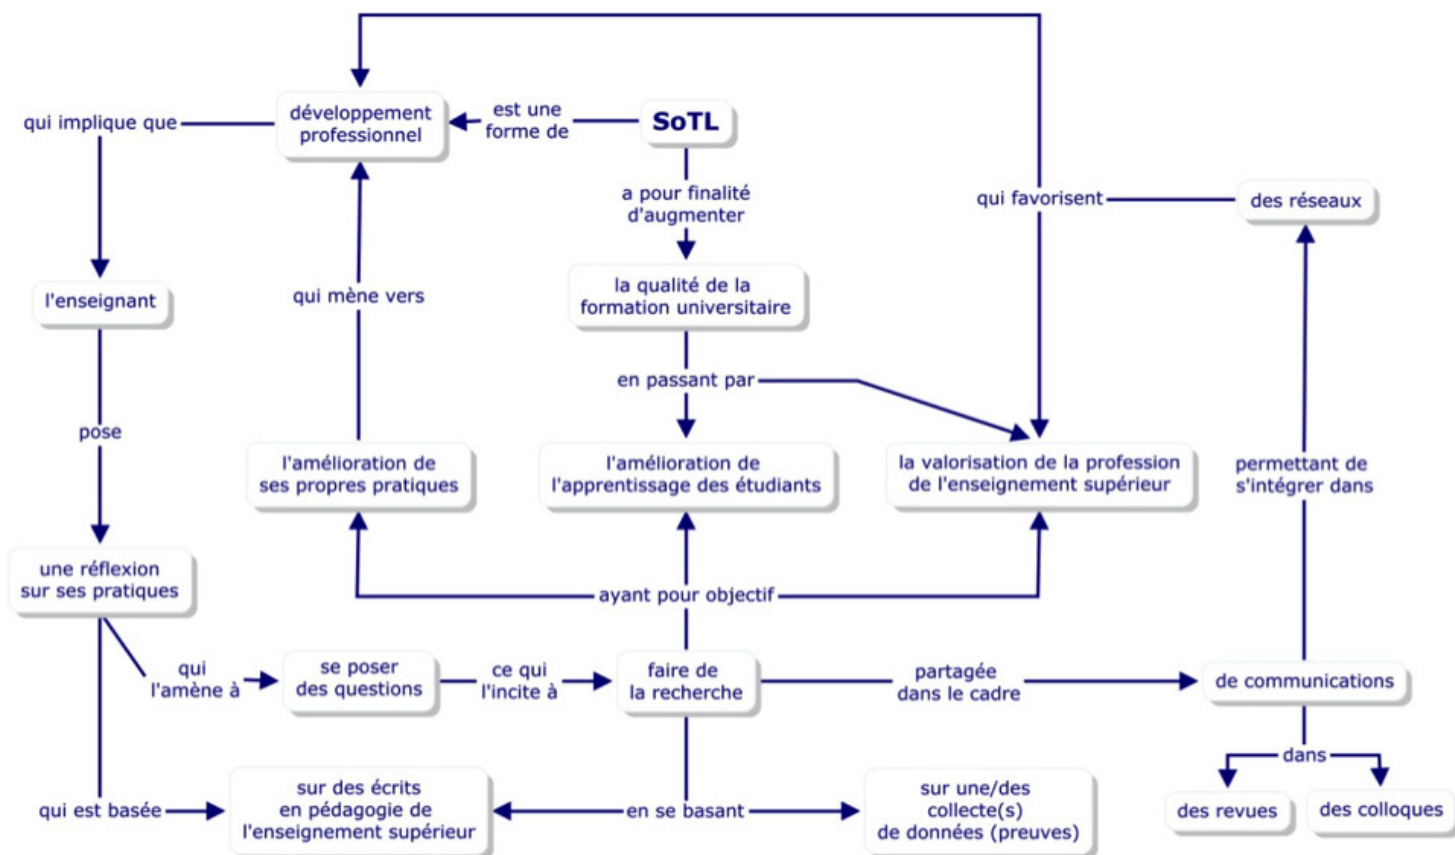 développement
professionnel
est une
forme de
SoTL
qui implique que
a pour finalité
d'augmenter
qui favorisent
des réseaux
l'enseignant
qui mène vers
la qualité de la
formation universitaire
en passant par
pose
l'amélioration de
ses propres pratiques
l'amélioration de
l'apprentissage des étudiants
la valorisation de la profession
de l'enseignement supérieur
permettant de
s'intégrer dans
une réflexion
sur ses pratiques
ayant pour objectif
qui
l'amène à
se poser
des questions
ce qui
l'incite à
faire de
la recherche
partagée
dans le cadre
de communications
dans
qui est basée
sur des écrits
en pédagogie de
l'enseignement supérieur
en se basant
sur une/des
collecte(s)
de données (preuves)
des revues
des colloques